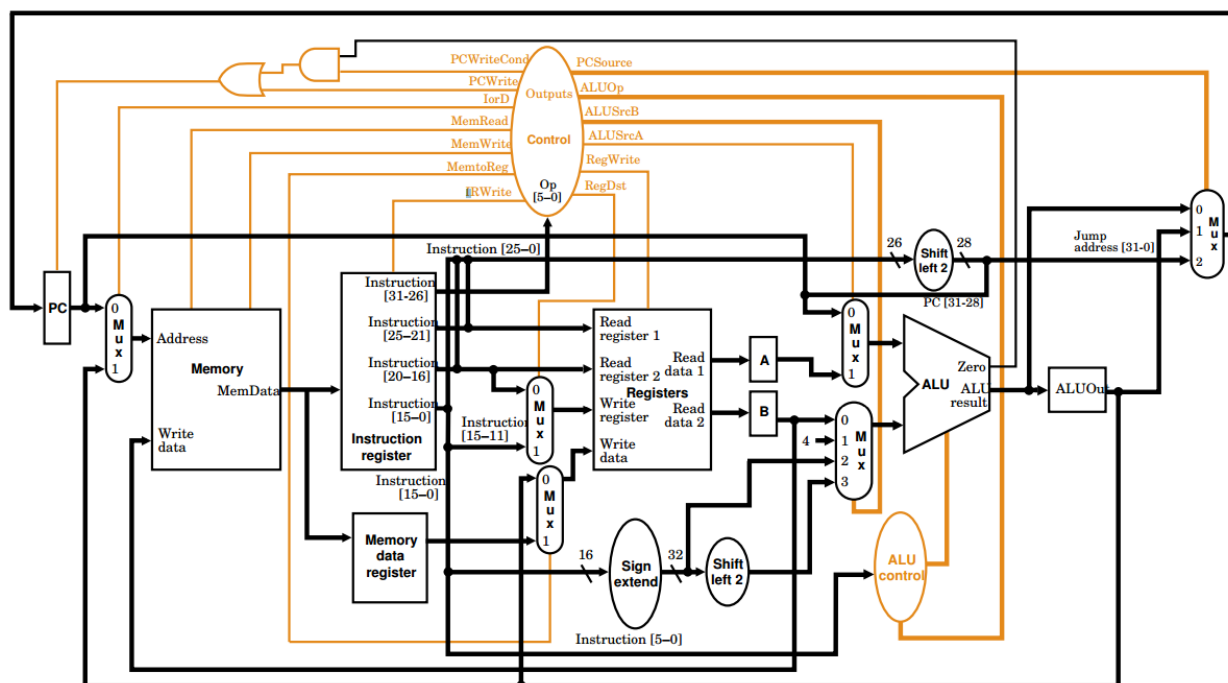 PCWriteCond
PCSource
PCWrite
ALUOp
IorD
Outputs
ALUSrcB
MemRead
Control
ALUSrcA
MemWrite
RegWrite
MemtoReg
RegDst
IRWrite
Op
[5–0]
Instruction [25–0]
26
28
Shift
left 2
Jump
address [31-0]
0
1
2
M
u
x
PC [31-28]
PC
0
M
u
x
1
Address
Memory
MemData
Write
data
Instruction
[31-26]
Instruction
[25–21]
Instruction
[20–16]
Instruction
[15–0]
Instruction
register
Instruction
[15–11]
Instruction
[15–0]
0
M
u
x
1
0
M
u
x
1
Read
register 1
Read
register 2
Registers
Write
register
Write
data
Read
data 1
Read
data 2
A
B
0
M
u
x
1
4
0
1
2
3
M
u
x
Zero
ALU
ALU
result
ALUOut
Memory
data
register
16
Sign
extend
32
Shift
left 2
ALU
control
Instruction [5–0]